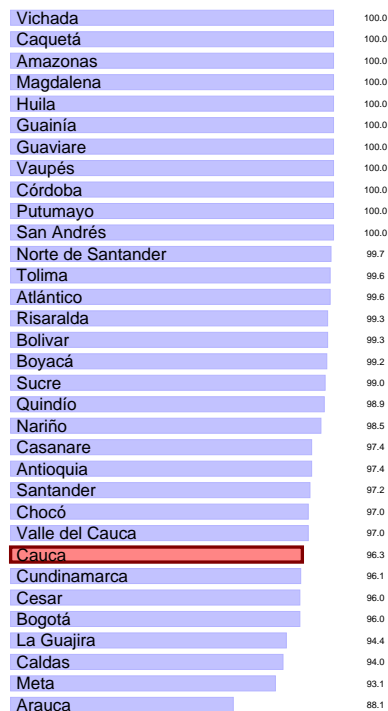 Vichada 100.0
Caquetá 100.0
Amazonas 100.0
Magdalena 100.0
Huila 100.0
Guainía 100.0
Guaviare 100.0
Vaupés 100.0
Córdoba 100.0
Putumayo 100.0
San Andrés 100.0
Norte de Santander 99.7
Tolima 99.6
Atlántico 99.6
Risaralda 99.3
Bolivar 99.3
Boyacá 99.2
Sucre 99.0
Quindío 98.9
Nariño 98.5
Casanare 97.4
Antioquia 97.4
Santander 97.2
Chocó 97.0
Valle del Cauca 97.0
Cauca 96.3
Cundinamarca 96.1
Cesar 96.0
Bogotá 96.0
La Guajira 94.4
Caldas 94.0
Meta 93.1
Arauca 88.1